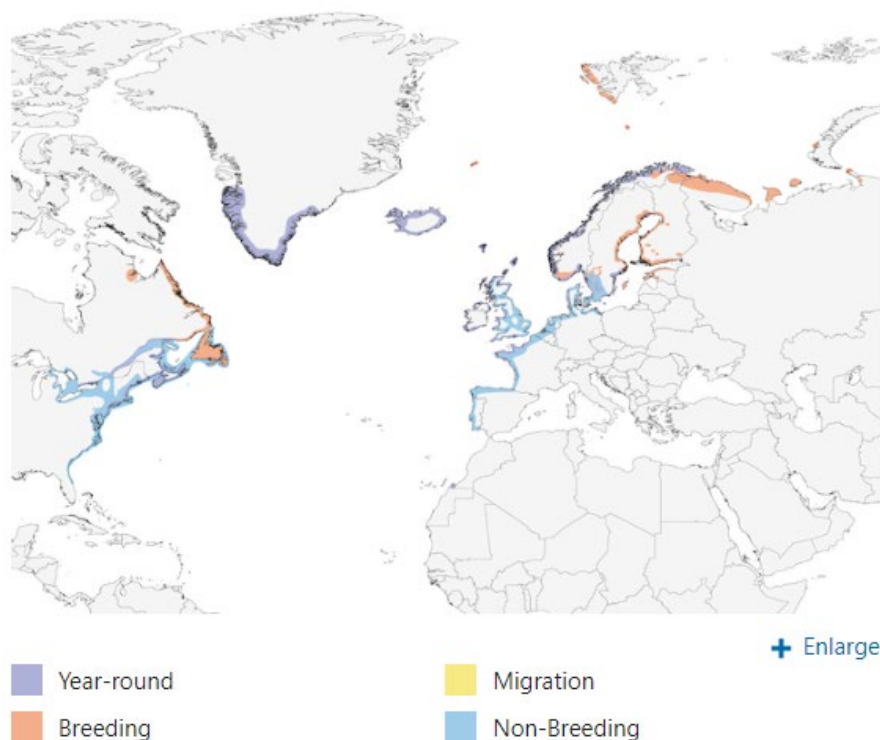 + Enlarge
Year-round
Migration
Breeding
Non-Breeding